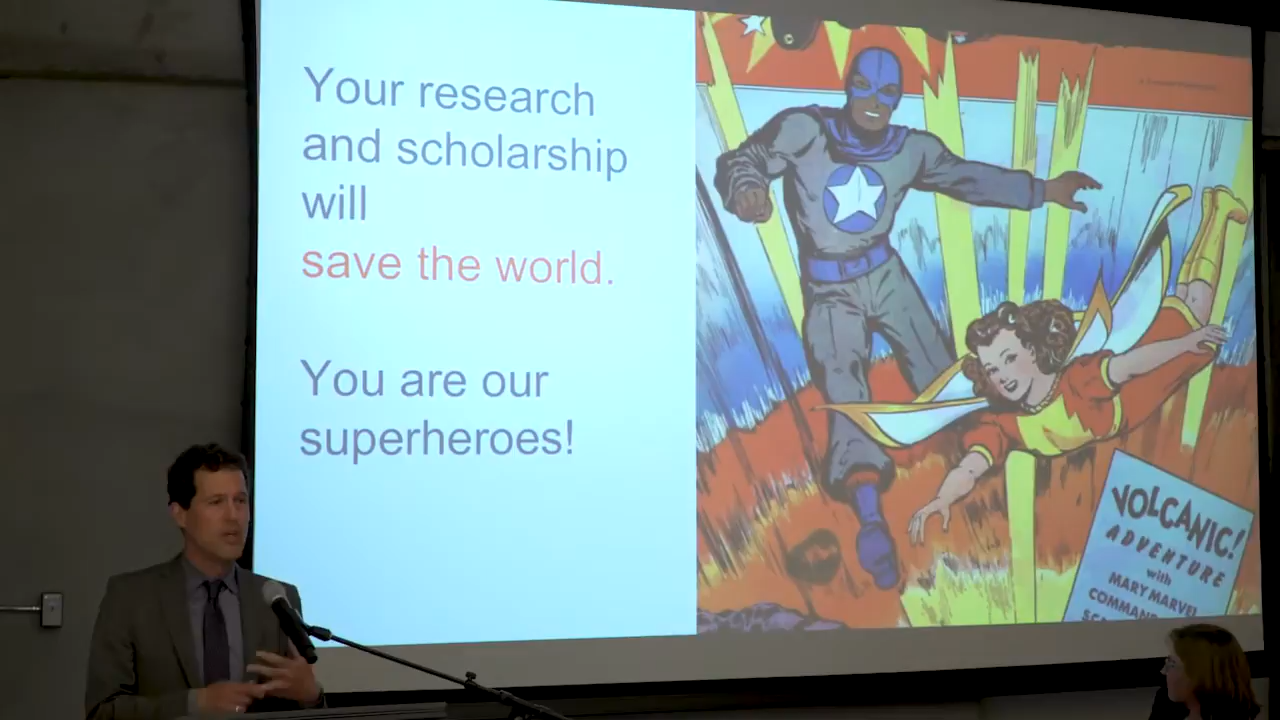 Your research
and scholarship
will
save the world.
You are our
superheroes!
VOLCANIC!
ADVENTURE
with
MARY MARVEL